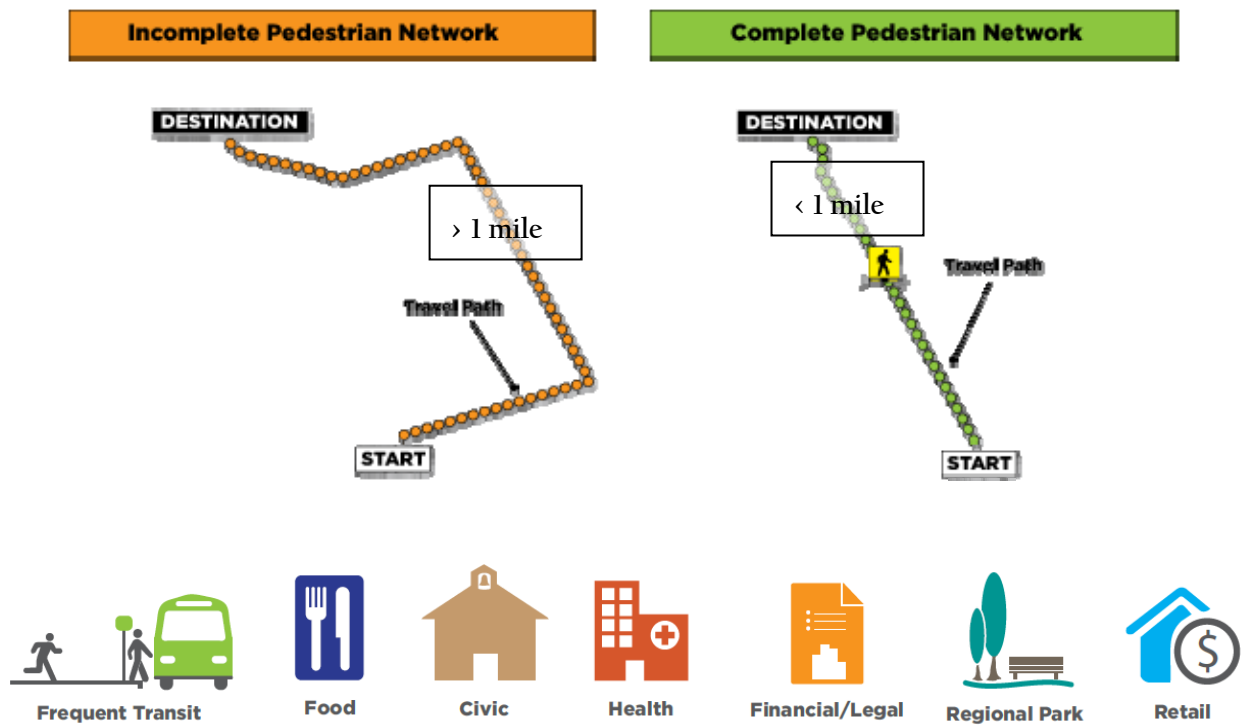 Incomplete Pedestrian Network
Complete Pedestrian Network
DESTINATION
DESTINATION
> 1 mile
< 1 mile
Travel Path
Travel Path
START
START
Frequent Transit
Food
Civic
Health
Financial/Legal
Regional Park
$
Retail